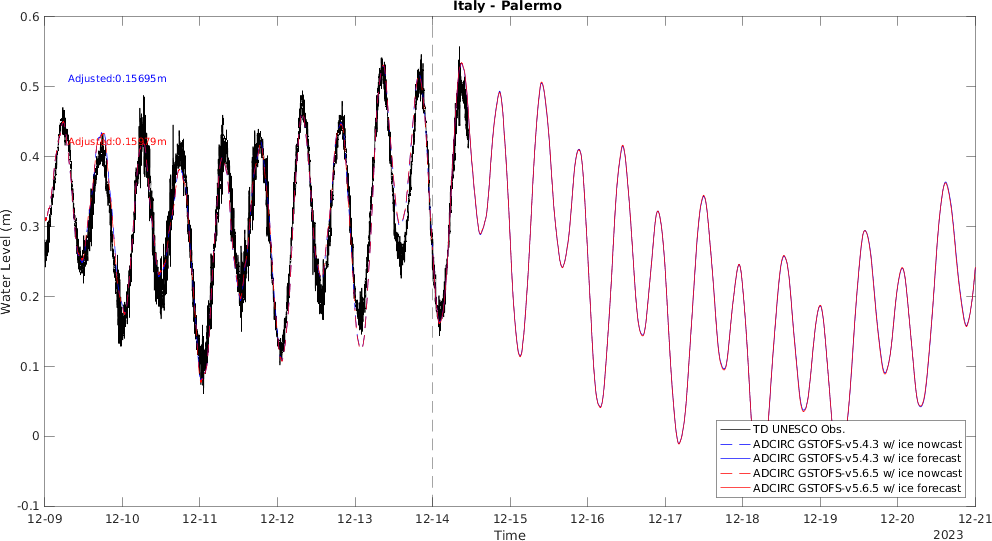 Italy - Palermo
0.6
0.5
0.4
0.3
0.2
0.1
0
-0.1
Water Level (m)
Adjusted:0.15695m
TD UNESCO Obs.
ADCIRC GSTOFS-v5.4.3 w/ ice nowcast
ADCIRC GSTOFS-v5.4.3 w/ ice forecast
ADCIRC GSTOFS-v5.6.5 w/ ice nowcast
ADCIRC GSTOFS-v5.6.5 w/ ice forecast
12-09 12-10 12-11 12-12 12-13 12-14 12-15 12-16 12-17 12-18 12-19 12-20 12-21
Time
2023